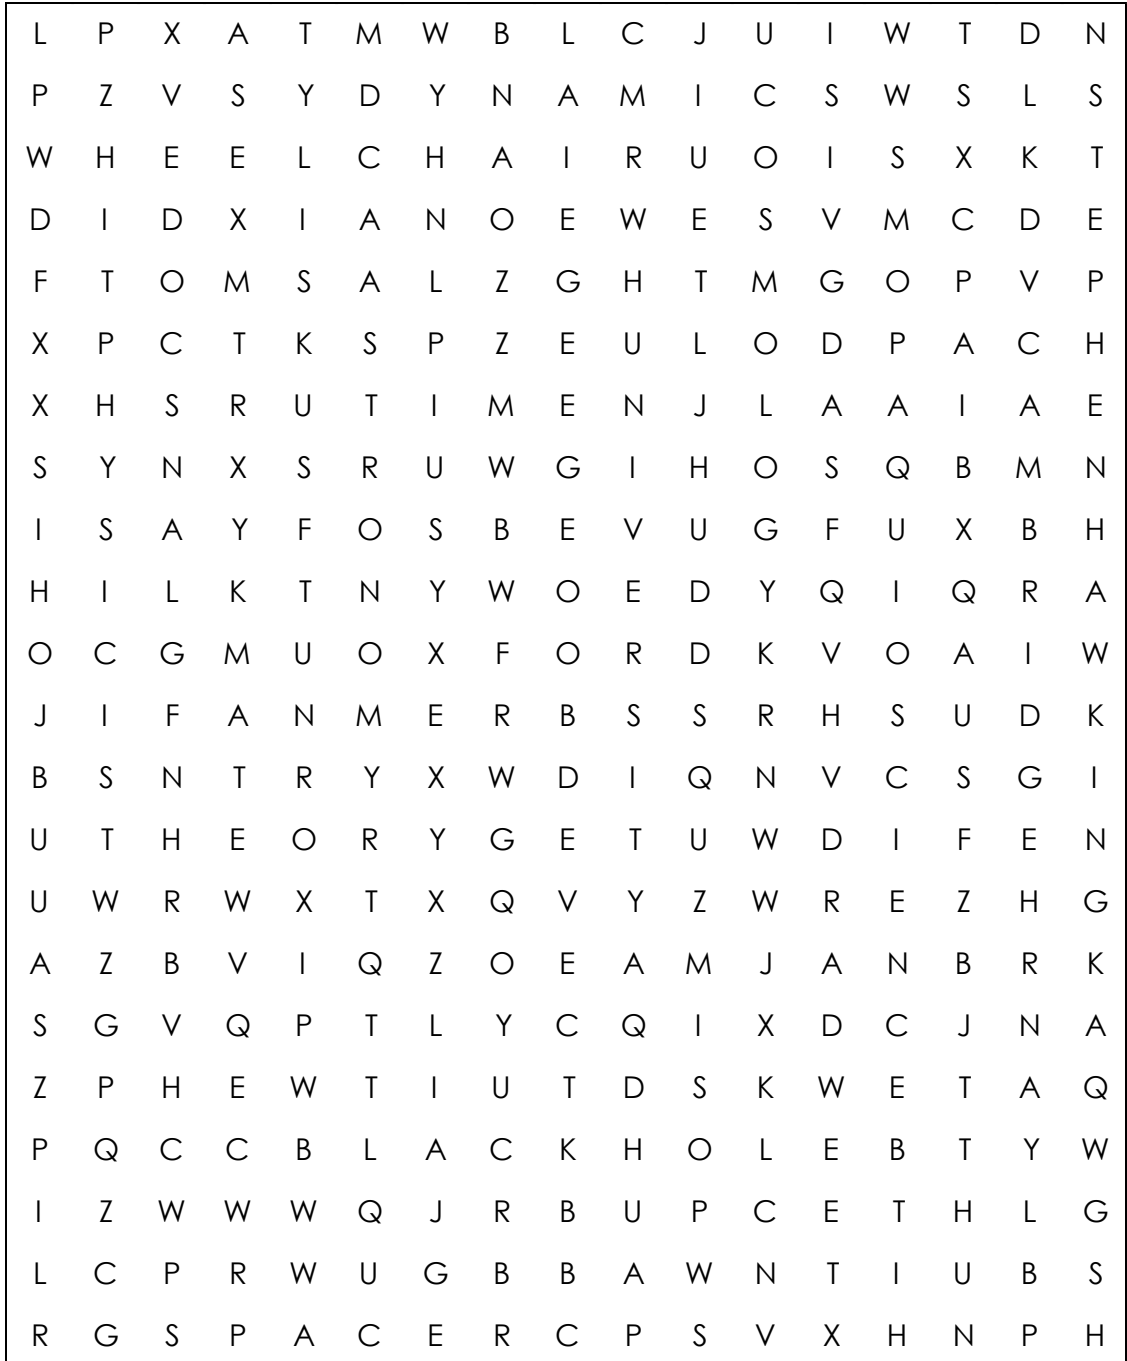 L P X A T M W B L C J U I W T D N
P Z V S Y D Y N A M I C S W S L S
W H E E L C H A I R U O I S X K T
D I D X I A N O E W E S V M C D E
F T O M S A L Z G H T M G O P V P
X P C T K S P Z E U L O D P A C H
X H S R U T I M E N J L A A I A E
S Y N X S R U W G I H O S Q B M N
I S A Y F O S B E V U G F U X B H
H I L K T N Y W O E D Y Q I Q R A
O C G M U O X F O R D K V O A I W
J I F A N M E R B S S R H S U D K
B S N T R Y X W D I Q N V C S G I
U T H E O R Y G E T U W D I F E N
U W R W X T X Q V Y Z W R E Z H G
A Z B V I Q Z O E A M J A N B R K
S G V Q P T L Y C Q I X D C J N A
Z P H E W T I U T D S K W E T A Q
P Q C C B L A C K H O L E B T Y W
I Z W W W Q J R B U P C E T H L G
L C P R W U G B B A W N T I U B S
R G S P A C E R C P S V X H N P H